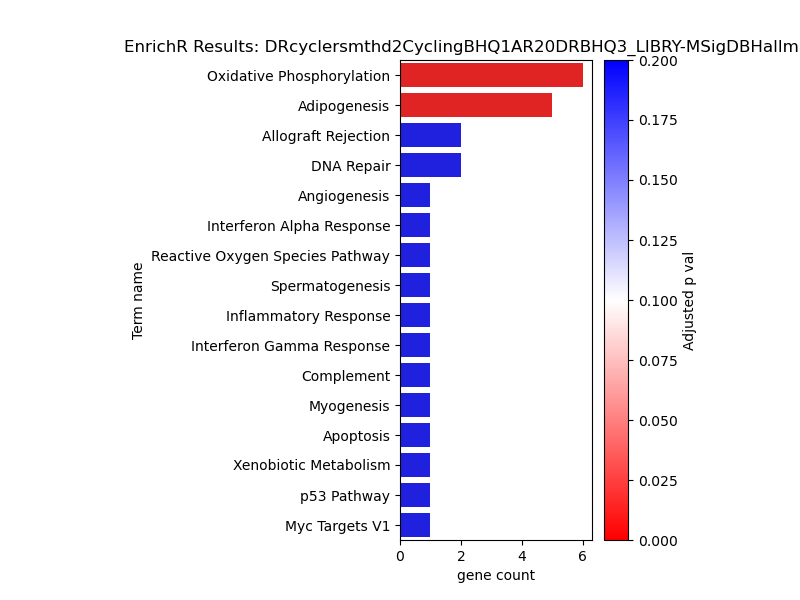 EnrichR Results: DRcyclersmthd2CyclingBHQ1AR20DRBHQ3_LIBRY-MSigDBHallm
Oxidative Phosphorylation
Adipogenesis
Allograft Rejection
DNA Repair
Angiogenesis
Interferon Alpha Response
Reactive Oxygen Species Pathway
Spermatogenesis
Inflammatory Response
Interferon Gamma Response
Complement
Myogenesis
Apoptosis
Xenobiotic Metabolism
p53 Pathway
Myc Targets V1
Term name
0 2 4 6
gene count
0.200
0.175
0.150
0.125
0.100
0.075
0.050
0.025
0.000
Adjusted p val